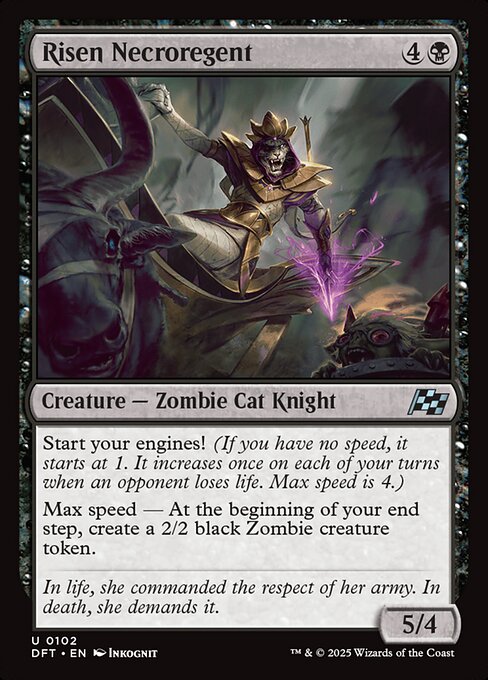 Risen Necroregent 4
Creature — Zombie Cat Knight
Start your engines! (If you have no speed, it
starts at 1. It increases once on each of your turns
when an opponent loses life. Max speed is 4.)
Max speed — At the beginning of your end
step, create a 2/2 black Zombie creature
token.
In life, she commanded the respect of her army. In
death, she demands it.
5/4
U 0102
DFT • EN Inkognit
™ & © 2025 Wizards of the Coast